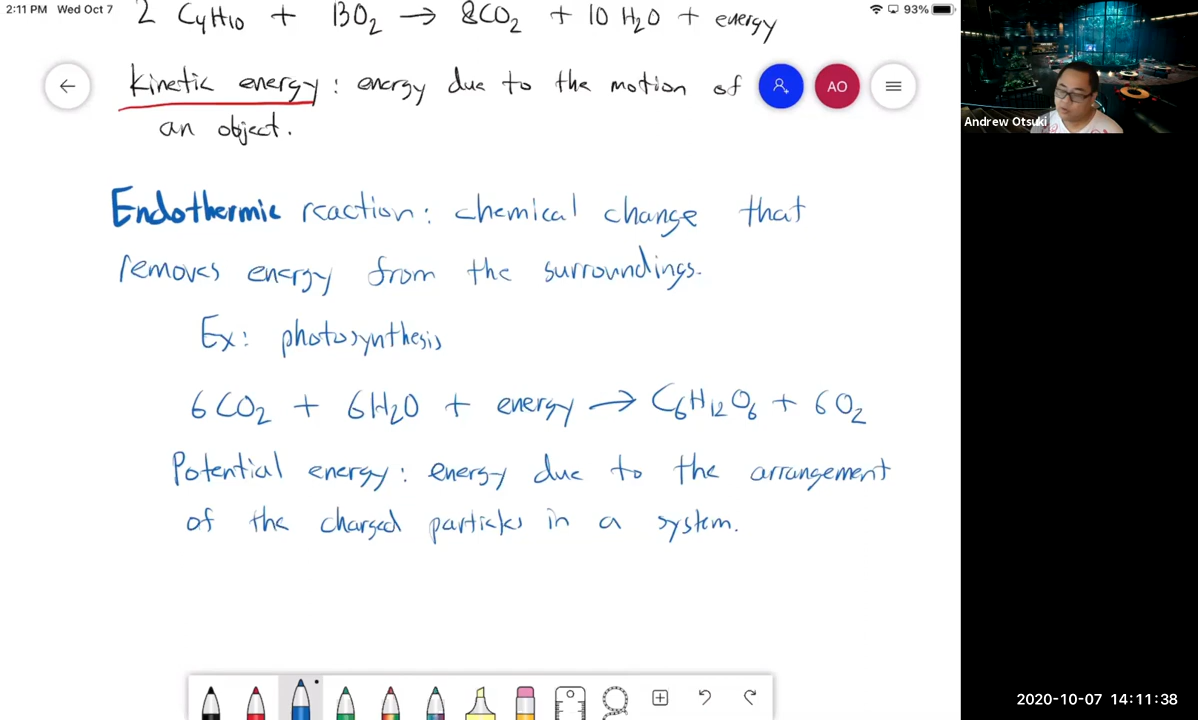 2:11 PM Wed Oct 7
93%
2 C4H10 + 13O2 → 8CO2 + 10 H2O + energy
Kinetic energy : energy due to the motion of
an object.
AO
Andrew Otsuki
Endothermic reaction: chemical change that
removes energy from the surroundings.
Ex: photosynthesis
6CO2 + 6H2O + energy → C6H12O6 + 6O2
Potential energy: energy due to the arrangement
of the charged particles in a system.
2020-10-07 14:11:38